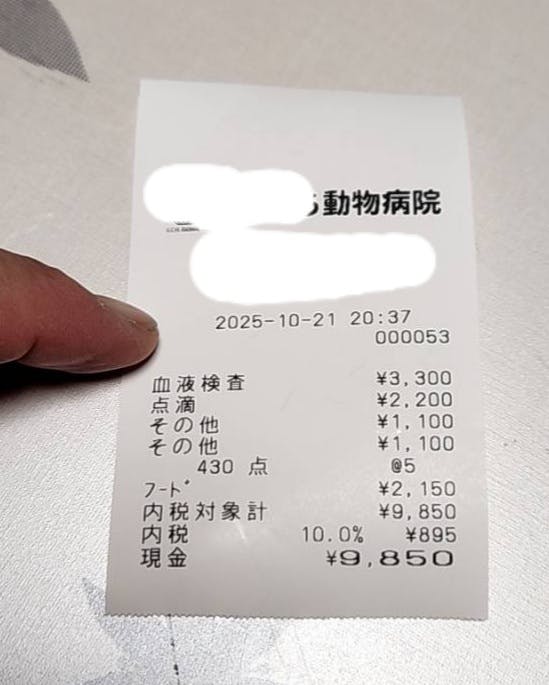 動物病院
2025-10-21 20:37
000053
血液検査 ¥3,300
点滴 ¥2,200
その他 ¥1,100
その他 ¥1,100
430 点 @5
フード ¥2,150
内税対象計 ¥9,850
内税 10.0% ¥895
現金 ¥9,850